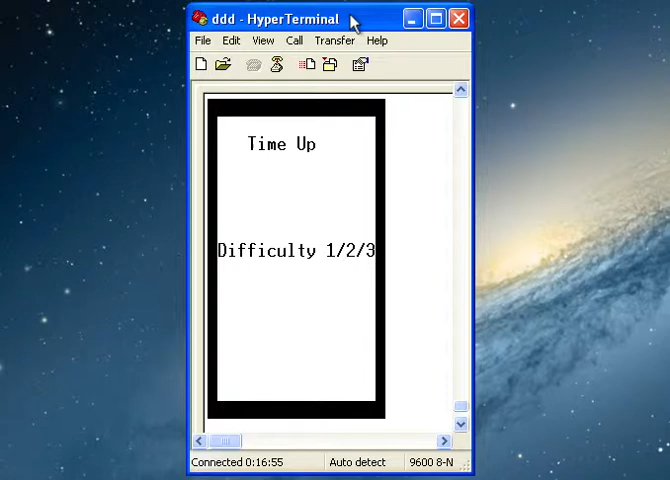 ddd - HyperTerminal
File Edit View Call Transfer Help
Time Up
Difficulty 1/2/3
Connected 0:16:55 Auto detect 9600 8-N